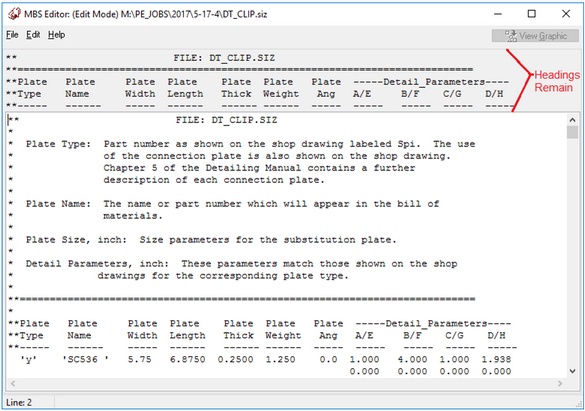 MBS Editor: (Edit Mode) M:\PE_JOBS\2017\5-17-4\DT_CLIP.siz
File Edit Help
View Graphic
** FILE: DT_CLIP.SIZ
**=========================================================================
**Plate Plate Plate Plate Plate Plate Plate -----Detail_Parameters----
**Type Name Width Length Thick Weight Ang A/E B/F C/G D/H
**----- ----- ----- ----- ----- ----- ----- ----- ----- ----- -----
Headings
Remain
** FILE: DT_CLIP.SIZ
*
* Plate Type: Part number as shown on the shop drawing labeled Spi. The use
* of the connection plate is also shown on the shop drawing.
* Chapter 5 of the Detailing Manual contains a further
* description of each connection plate.
*
* Plate Name: The name or part number which will appear in the bill of
* materials.
*
* Plate Size, inch: Size parameters for the substitution plate.
*
* Detail Parameters, inch: These parameters match those shown on the shop
* drawings for the corresponding plate type.
*
**=========================================================================
*
**Plate Plate Plate Plate Plate Plate Plate -----Detail_Parameters----
**Type Name Width Length Thick Weight Ang A/E B/F C/G D/H
**----- ------ ----- ----- ----- ----- ----- ----- ----- ----- -----
'y' 'SC536 ' 5.75 6.8750 0.2500 1.250 0.0 1.000 4.000 1.000 1.938
0.000 0.000 0.000 0.000
Line: 2